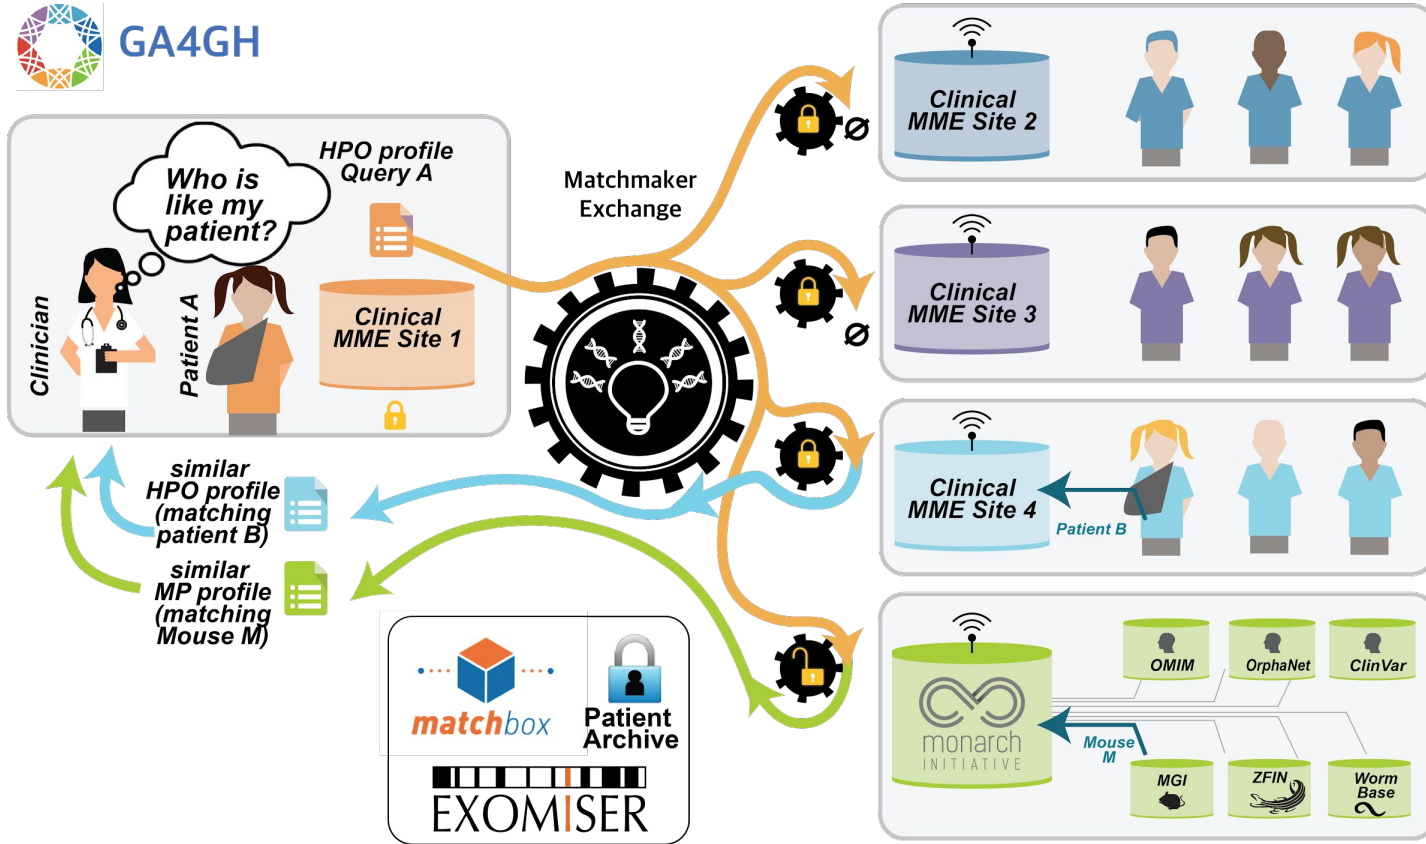 GA4GH
Who is
like my
patient?
HPO profile
Query A
Clinician
Patient A
Clinical
MME Site 1
Matchmaker
Exchange
Ø
Ø
Clinical
MME Site 2
Clinical
MME Site 3
Clinical
MME Site 4
Patient B
similar
HPO profile
(matching
patient B)
similar
MP profile
(matching
Mouse M)
matchbox
Patient
Archive
EXOMISER
monarch
INITIATIVE
Mouse
M
OMIM
OrphaNet
ClinVar
MGI
ZFIN
Worm
Base